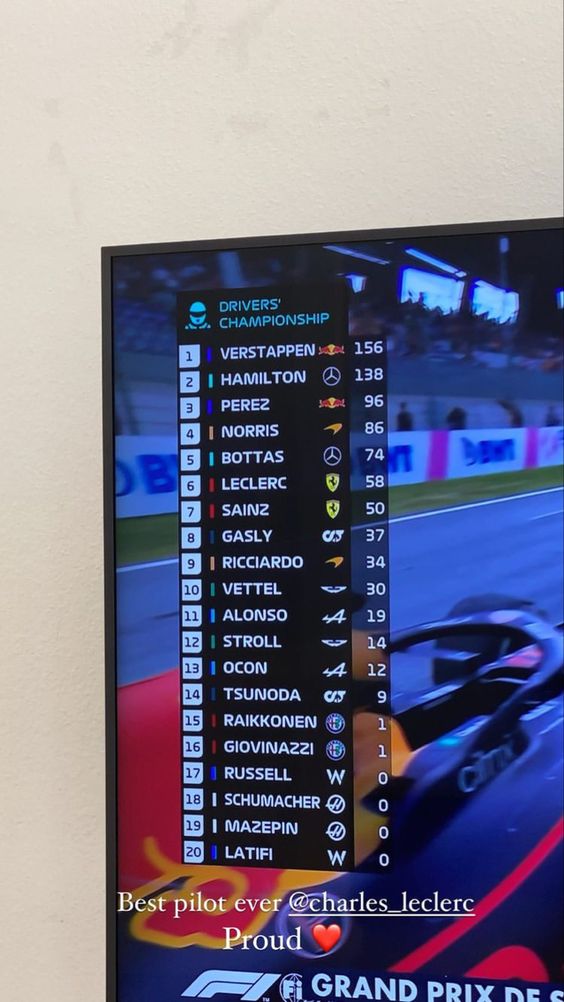 DRIVERS'
CHAMPIONSHIP
1 VERSTAPPEN 156
2 HAMILTON 138
3 PEREZ 96
4 NORRIS 86
5 BOTTAS 74
6 LECLERC 58
7 SAINZ 50
8 GASLY 37
9 RICCIARDO 34
10 VETTEL 30
11 ALONSO 19
12 STROLL 14
13 OCON 12
14 TSUNODA 9
15 RAIKKONEN 1
16 GIOVINAZZI 1
17 RUSSELL W 0
18 SCHUMACHER 0
19 MAZEPIN 0
20 LATIFI W 0
citrix
Best pilot ever @charles_leclerc
Proud ❤️
F1 FIA GRAND PRIX DE S